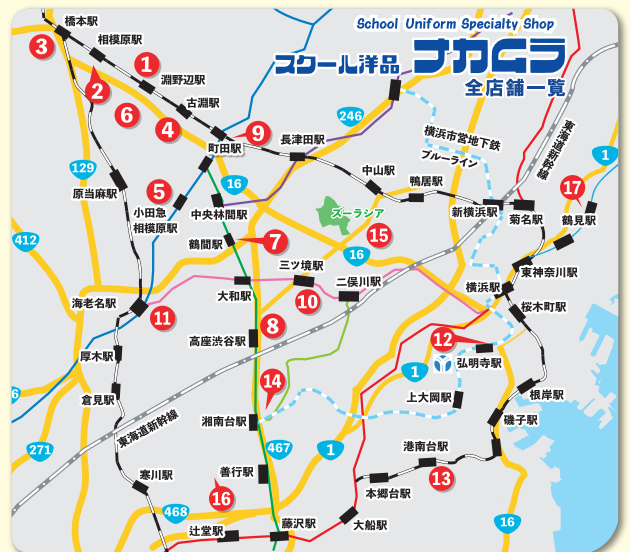 School Uniform Specialty Shop
スクール洋品 ナカムラ
全店舗一覧
橋本駅
3
相模原駅
1
淵野辺駅
2
古淵駅
6
4
9
246
横浜市営地下鉄
ブルーライン
東海道新幹線
1
町田駅
長津田駅
129
原当麻駅
5
小田急
相模原駅
16
中央林間駅
中山駅
鴨居駅
新横浜駅
菊名駅
17
鶴見駅
ズーラシア
412
鶴間駅
7
15
16
三ツ境駅
二俣川駅
東神奈川駅
横浜駅
海老名駅
11
大和駅
10
桜木町駅
高座渋谷駅
8
12
弘明寺駅
厚木駅
1
14
倉見駅
上大岡駅
根岸駅
6
東海道新幹線
湘南台駅
磯子駅
271
467
1
港南台駅
13
寒川駅
善行駅
16
本郷台駅
468
辻堂駅
藤沢駅
大船駅
16